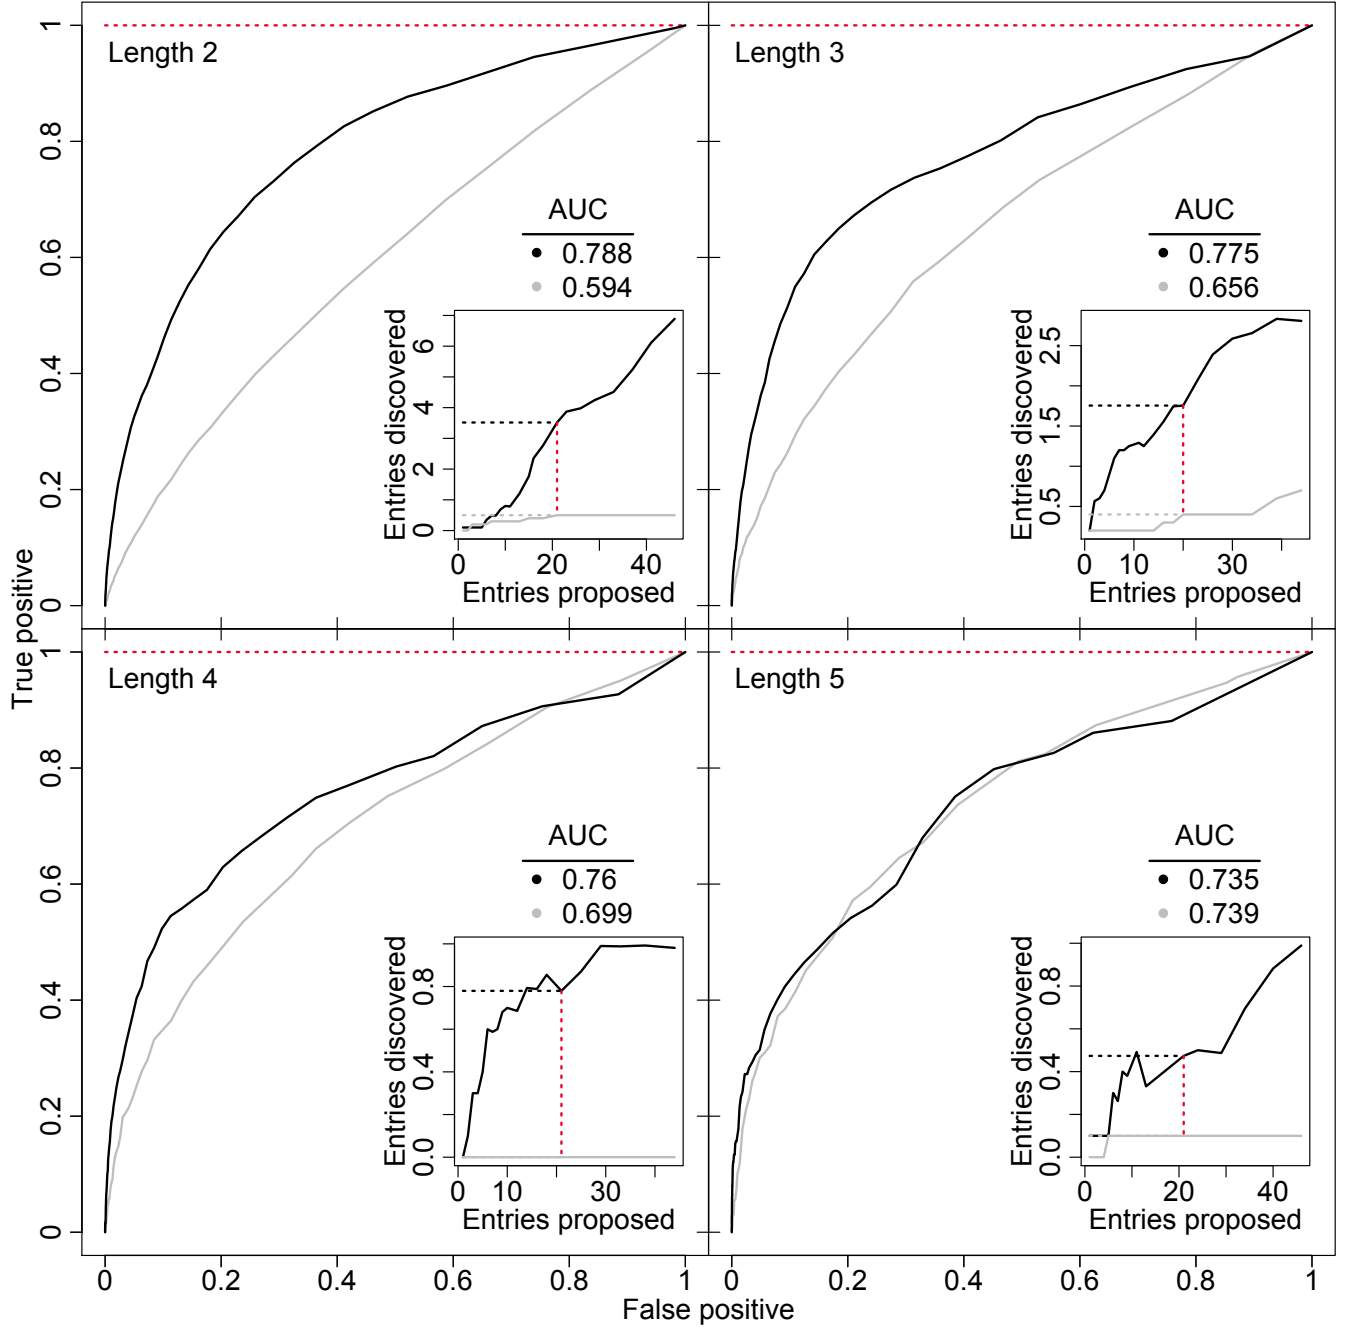 Length 2
AUC
0.788
0.594
Entries discovered
0 2 4 6
0 20 40
Entries proposed
Length 3
AUC
0.775
0.656
Entries discovered
0.5 1.5 2.5
0 10 30
Entries proposed
Length 4
AUC
0.76
0.699
Entries discovered
0.0 0.4 0.8
0 10 30
Entries proposed
Length 5
AUC
0.735
0.739
Entries discovered
0.0 0.4 0.8
0 20 40
Entries proposed
True positive
0 0.2 0.4 0.6 0.8 1
0 0.2 0.4 0.6 0.8 1
0 0.2 0.4 0.6 0.8 1
0 0.2 0.4 0.6 0.8 1
False positive